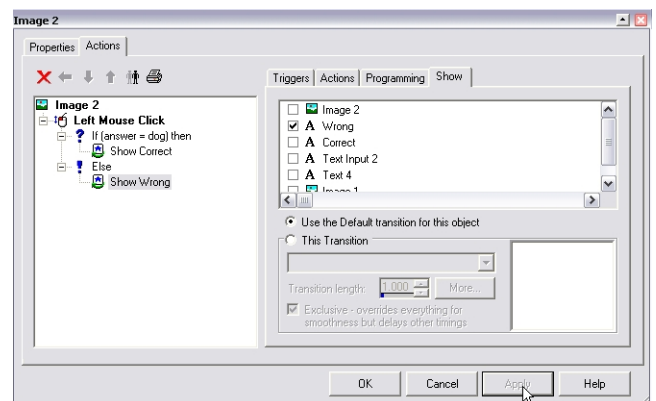 Image 2
Properties Actions
Triggers Actions Programming Show
Image 2
Left Mouse Click
If (answer = dog) then
Show Correct
Else
Show Wrong
Image 2
A Wrong
A Correct
A Text Input 2
A Text 4
Image 1
Use the Default transition for this object
This Transition
Transition length: 1.000 More...
Exclusive - overrides everything for
smoothness but delays other timings
OK Cancel Apply Help